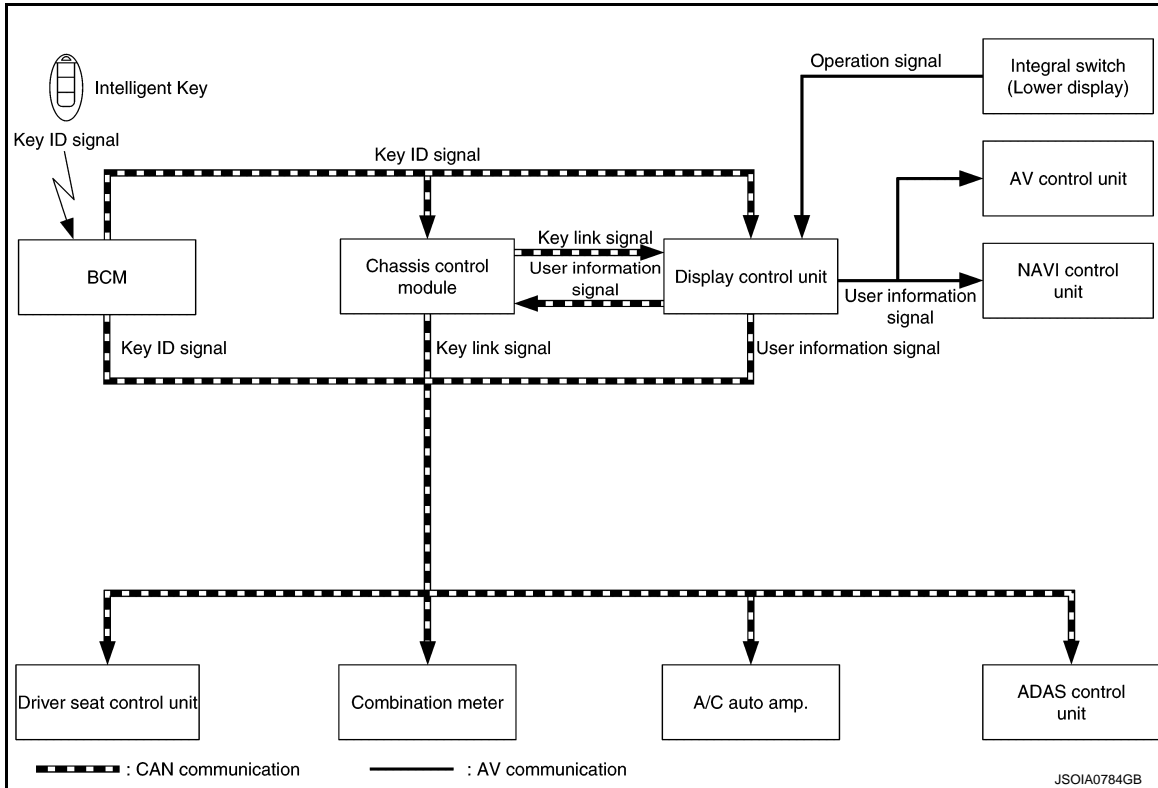 Operation signal
Integral switch
(Lower display)
Intelligent Key
Key ID signal
Key ID signal
AV control unit
BCM
Chassis control
module
Key link signal
User information
signal
Display control unit
NAVI control
unit
User information
signal
Key ID signal
Key link signal
User information signal
Driver seat control unit
Combination meter
A/C auto amp.
ADAS control
unit
: CAN communication
: AV communication
JSOIA0784GB